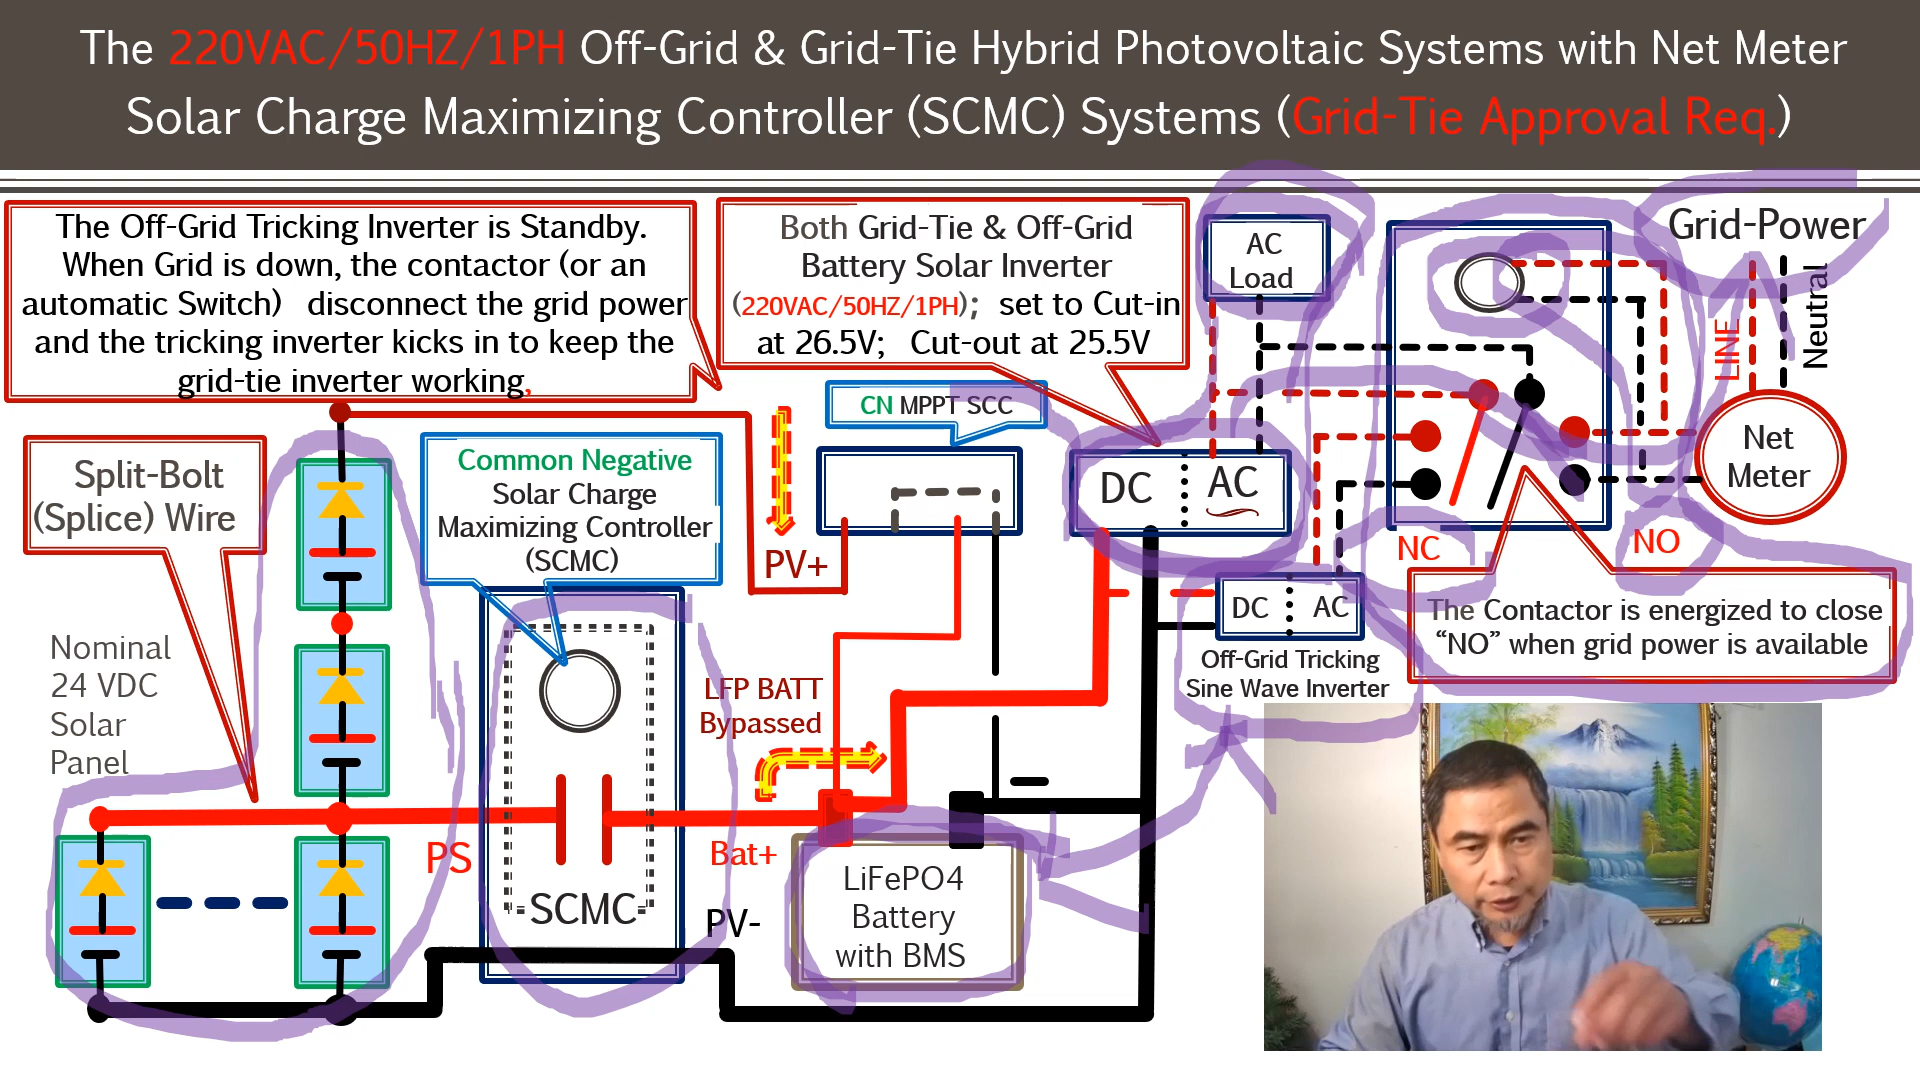 The 220VAC/50HZ/1PH Off-Grid & Grid-Tie Hybrid Photovoltaic Systems with Net Meter
Solar Charge Maximizing Controller (SCMC) Systems (Grid-Tie Approval Req.)
The Off-Grid Tricking Inverter is Standby.
When Grid is down, the contactor (or an
automatic Switch) disconnect the grid power
and the tricking inverter kicks in to keep the
grid-tie inverter working,
Both Grid-Tie & Off-Grid
Battery Solar Inverter
(220VAC/50HZ/1PH); set to Cut-in
at 26.5V; Cut-out at 25.5V
AC
Load
Grid-Power
LINE
Neutral
CN MPPT SCC
Split-Bolt
(Splice) Wire
Common Negative
Solar Charge
Maximizing Controller
(SCMC)
PV+
DC
AC
Net
Meter
NC
NO
DC
AC
The Contactor is energized to close
“NO” when grid power is available
Off-Grid Tricking
Sine Wave Inverter
Nominal
24 VDC
Solar
Panel
LFP BATT
Bypassed
PS
Bat+
SCMC
PV-
LiFePO4
Battery
with BMS